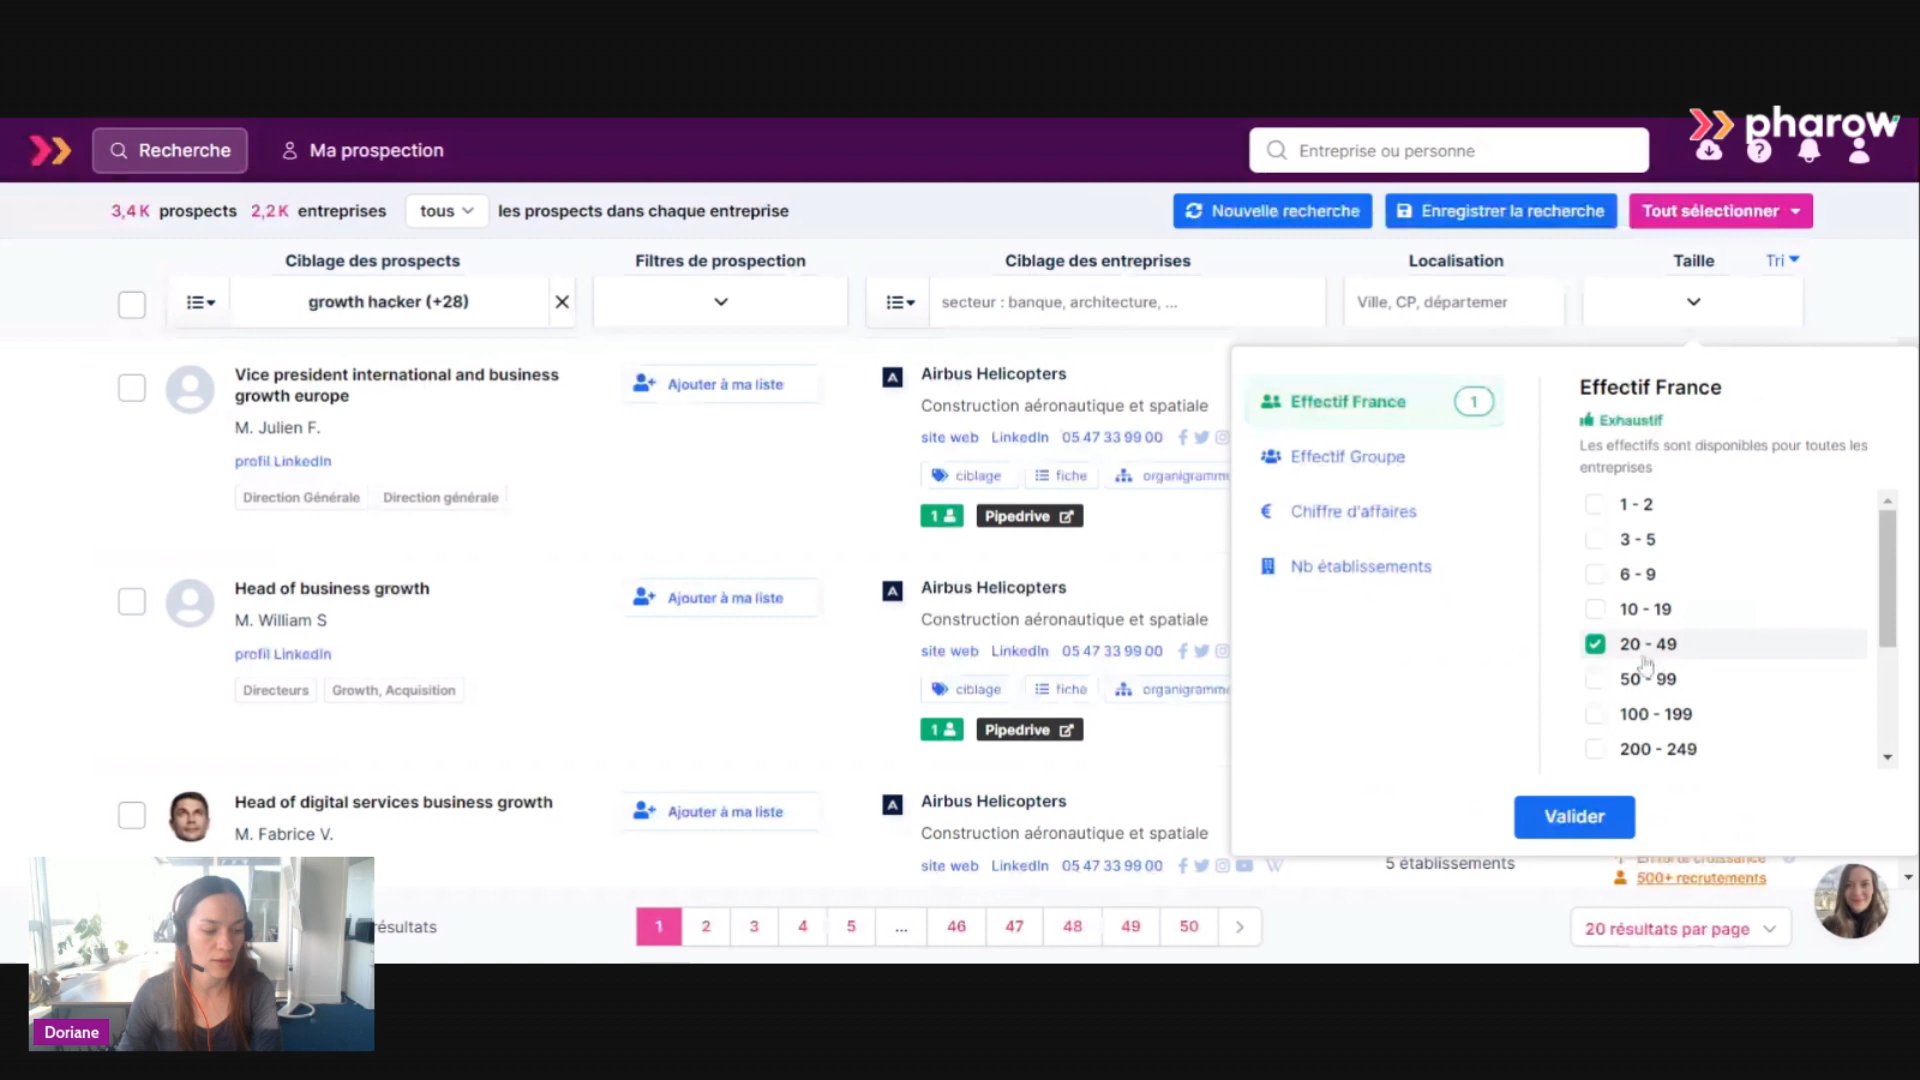 pharow
Recherche
Ma prospection
Entreprise ou personne
3,4 K prospects 2,2 K entreprises tous les prospects dans chaque entreprise
Nouvelle recherche
Enregistrer la recherche
Tout sélectionner
Ciblage des prospects
Filtres de prospection
Ciblage des entreprises
Localisation
Taille
Tri
growth hacker (+28)
secteur : banque, architecture, ...
Ville, CP, départemer
Vice president international and business
growth europe
M. Julien F.
profil LinkedIn
Direction Générale Direction générale
Ajouter à ma liste
Airbus Helicopters
Construction aéronautique et spatiale
site web LinkedIn 05 47 33 99 00
ciblage fiche organigramme
1 Pipedrive
Head of business growth
M. William S
profil LinkedIn
Directeurs Growth, Acquisition
Ajouter à ma liste
Airbus Helicopters
Construction aéronautique et spatiale
site web LinkedIn 05 47 33 99 00
ciblage fiche organigramme
1 Pipedrive
Head of digital services business growth
M. Fabrice V.
Ajouter à ma liste
Airbus Helicopters
Construction aéronautique et spatiale
site web LinkedIn 05 47 33 99 00
5 établissements
500+ recrutements
Effectif France 1
Effectif Groupe
Chiffre d'affaires
Nb établissements
Effectif France
Exhaustif
Les effectifs sont disponibles pour toutes les
entreprises
1 - 2
3 - 5
6 - 9
10 - 19
20 - 49
50 - 99
100 - 199
200 - 249
Valider
résultats
1 2 3 4 5 ... 46 47 48 49 50
20 résultats par page
Doriane